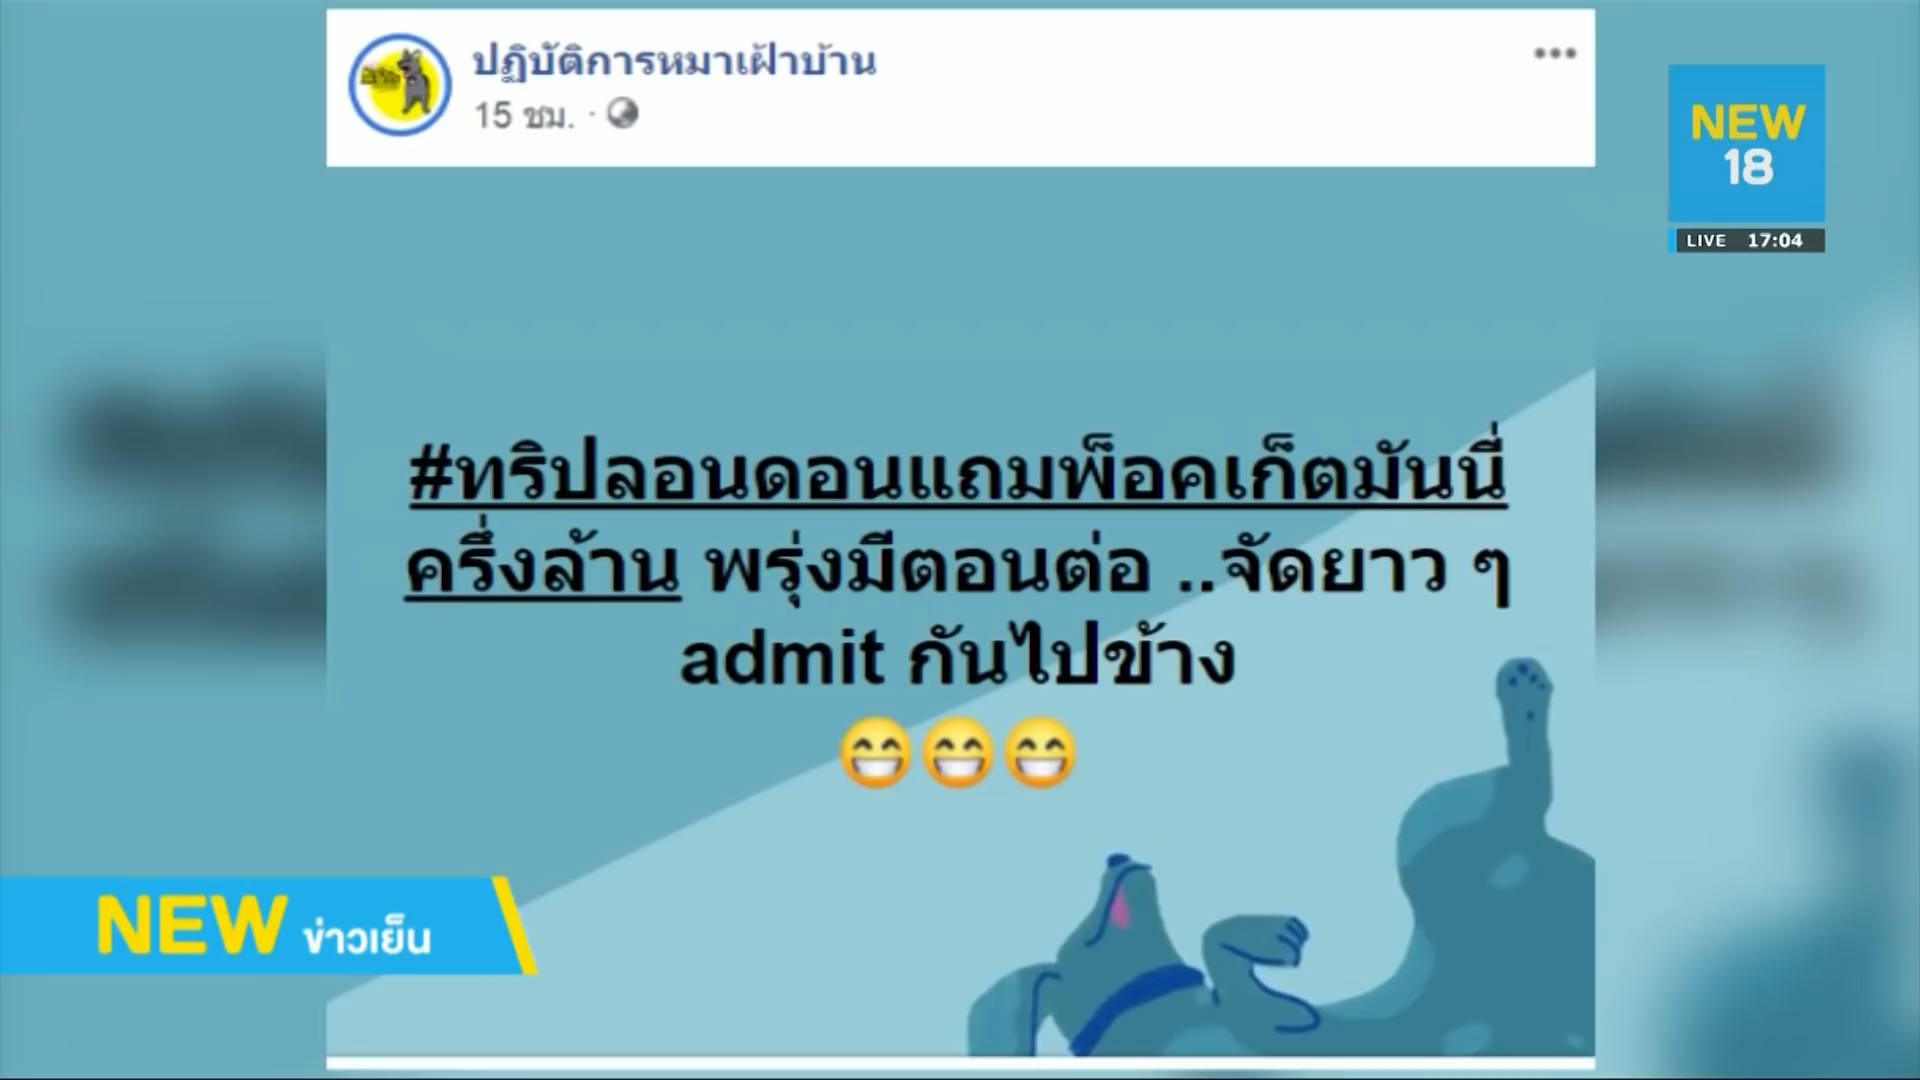 ปฏิบัติการหมาเฝ้าบ้าน
15 ชม.
NEW
18
LIVE 17:04
#ทริปลอนดอนแถมพ็อคเก็ตมันนี่
ครึ่งล้าน พรุ่งมีตอนต่อ ..จัดยาว ๆ
admit กันไปข้าง
😁😁😁
NEW ข่าวเย็น